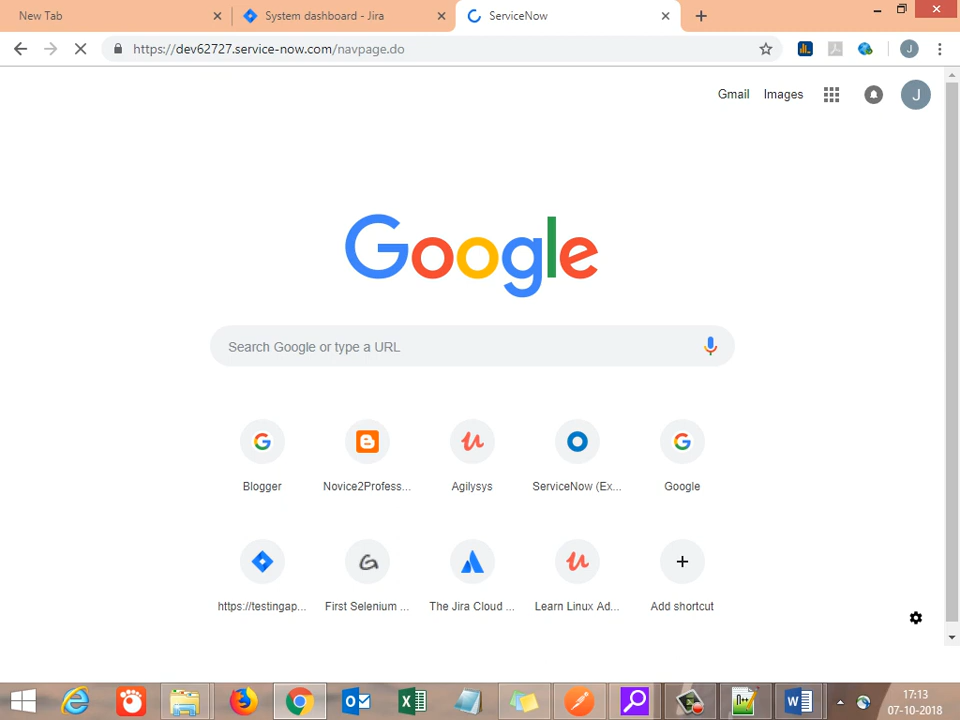 New Tab
System dashboard - Jira
ServiceNow
https://dev62727.service-now.com/navpage.do
J
Gmail
Images
J
Google
Search Google or type a URL
Blogger
Novice2Profess...
Agilysys
ServiceNow (Ex...
Google
https://testingap...
First Selenium ...
The Jira Cloud ...
Learn Linux Ad...
Add shortcut
17:13
07-10-2018